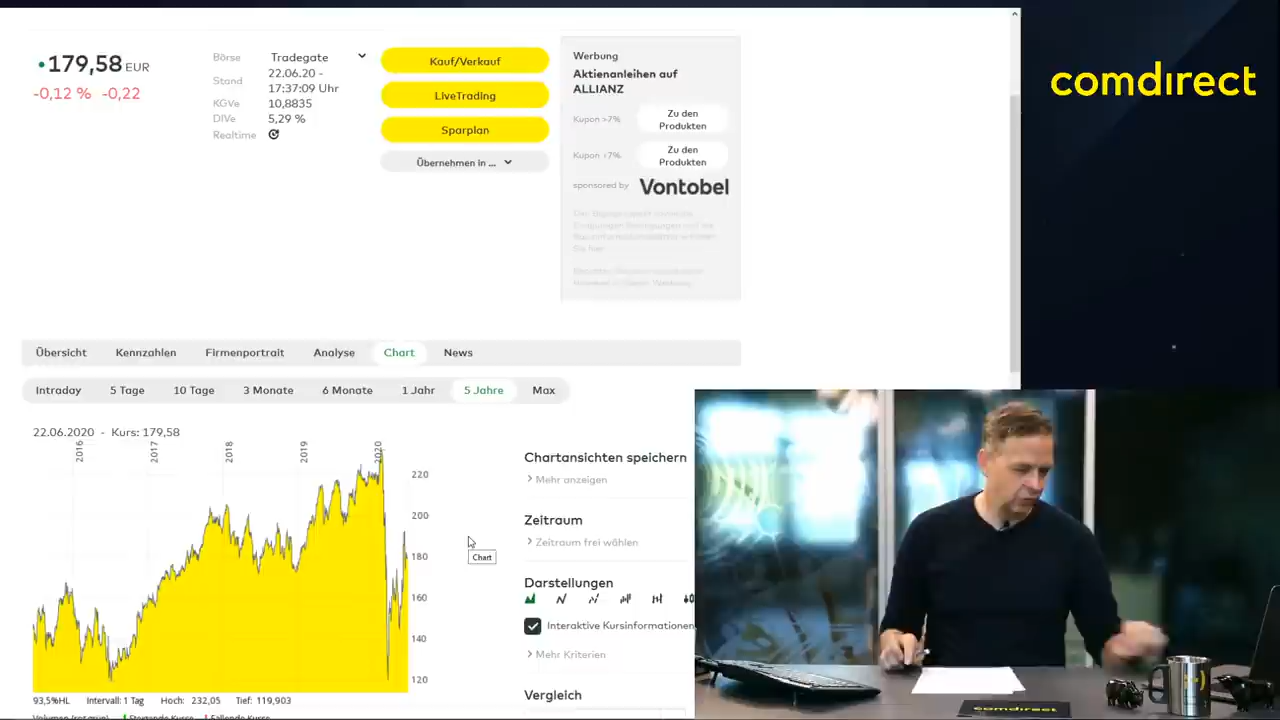 179,58 EUR
-0,12 % -0,22
Börse Tradegate
Stand 22.06.20 -
17:37:09 Uhr
KGVe 10,8835
DIVe 5,29 %
Realtime
Kauf/Verkauf
LiveTrading
Sparplan
Übernehmen in ...
Werbung
Aktienanleihen auf
ALLIANZ
Kupon >7% Zu den
Produkten
Kupon <7% Zu den
Produkten
sponsored by Vontobel
comdirect
Übersicht Kennzahlen Firmenportrait Analyse Chart News
Intraday 5 Tage 10 Tage 3 Monate 6 Monate 1 Jahr 5 Jahre Max
22.06.2020 - Kurs: 179,58
2016 2017 2018 2019 2020
220
200
180
160
140
120
Chart
93,5%HL Intervall: 1 Tag Hoch: 232,05 Tief: 119,903
Chartansichten speichern
Mehr anzeigen
Zeitraum
Zeitraum frei wählen
Darstellungen
Interaktive Kursinformationen
Mehr Kriterien
Vergleich
comdirect